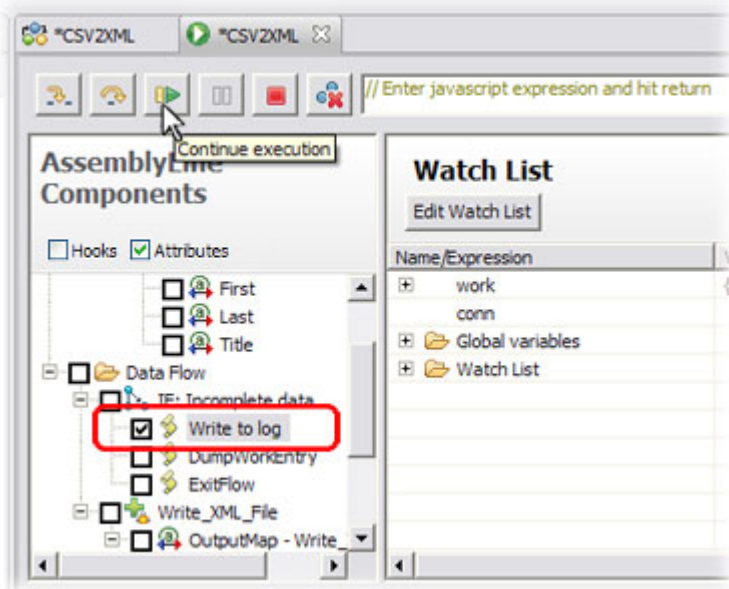 *CSV2XML
*CSV2XML
// Enter javascript expression and hit return
Continue execution
AssemblyLine
Components
Hooks
Attributes
First
Last
Title
Data Flow
IF: Incomplete data
Write to log
DumpWorkEntry
ExitFlow
Write_XML_File
OutputMap - Write_
Watch List
Edit Watch List
Name/Expression
work
conn
Global variables
Watch List